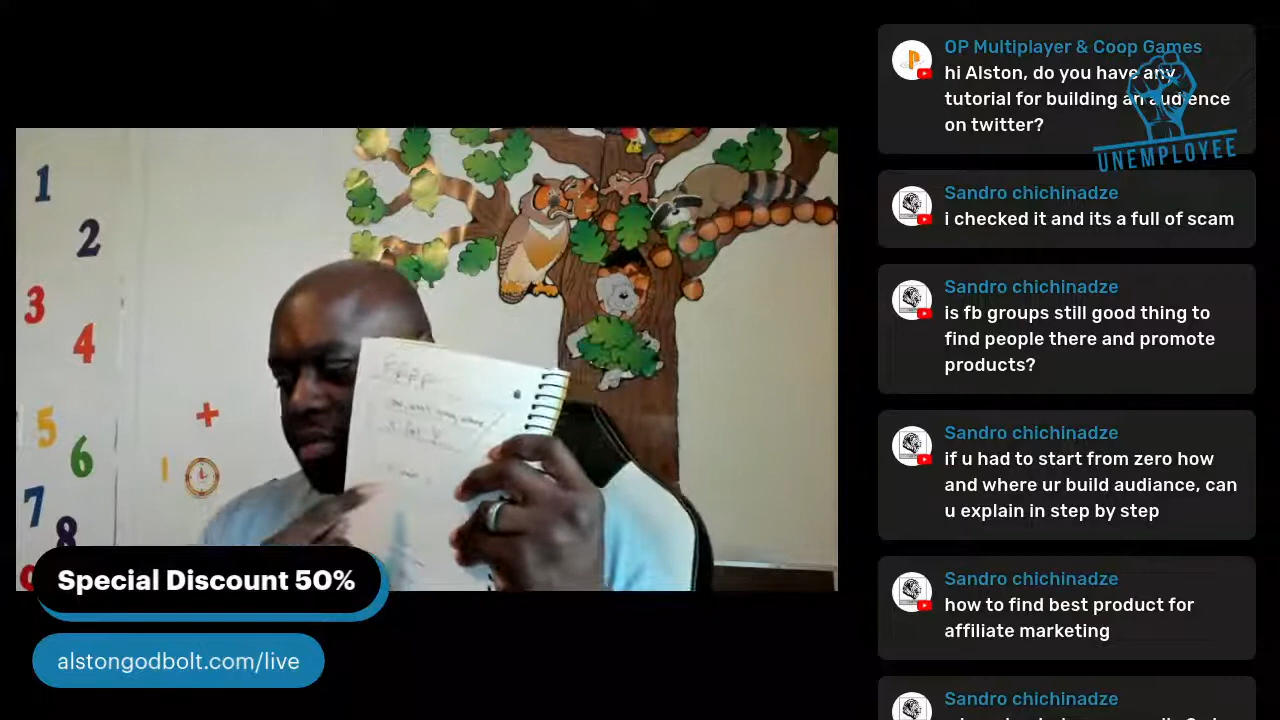 1
2
3
4
5
6
7
8
+
Special Discount 50%
alstongodbolt.com/live
OP Multiplayer & Coop Games
hi Alston, do you have any
tutorial for building an audience
on twitter?
UNEMPLOYEE
Sandro chichinadze
i checked it and its a full of scam
Sandro chichinadze
is fb groups still good thing to
find people there and promote
products?
Sandro chichinadze
if u had to start from zero how
and where ur build audiance, can
u explain in step by step
Sandro chichinadze
how to find best product for
affiliate marketing
Sandro chichinadze